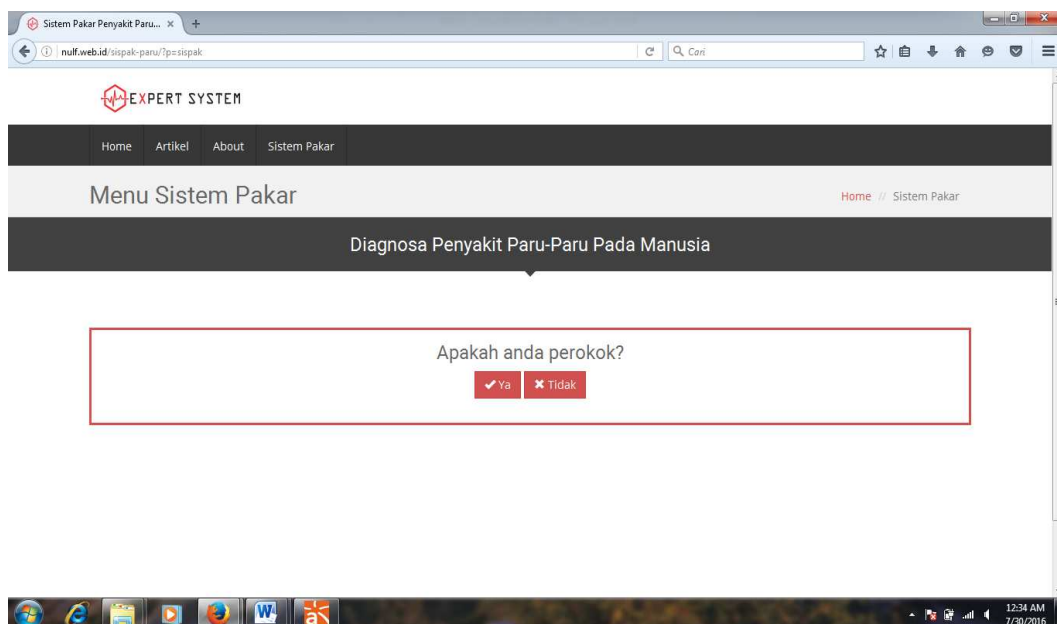 Sistem Pakar Penyakit Paru...
nulf.web.id/sispak-paru/?p=sispak
Cari
EXPERT SYSTEM
Home Artikel About Sistem Pakar
Menu Sistem Pakar
Home // Sistem Pakar
Diagnosa Penyakit Paru-Paru Pada Manusia
Apakah anda perokok?
Ya Tidak
12:34 AM
7/30/2016